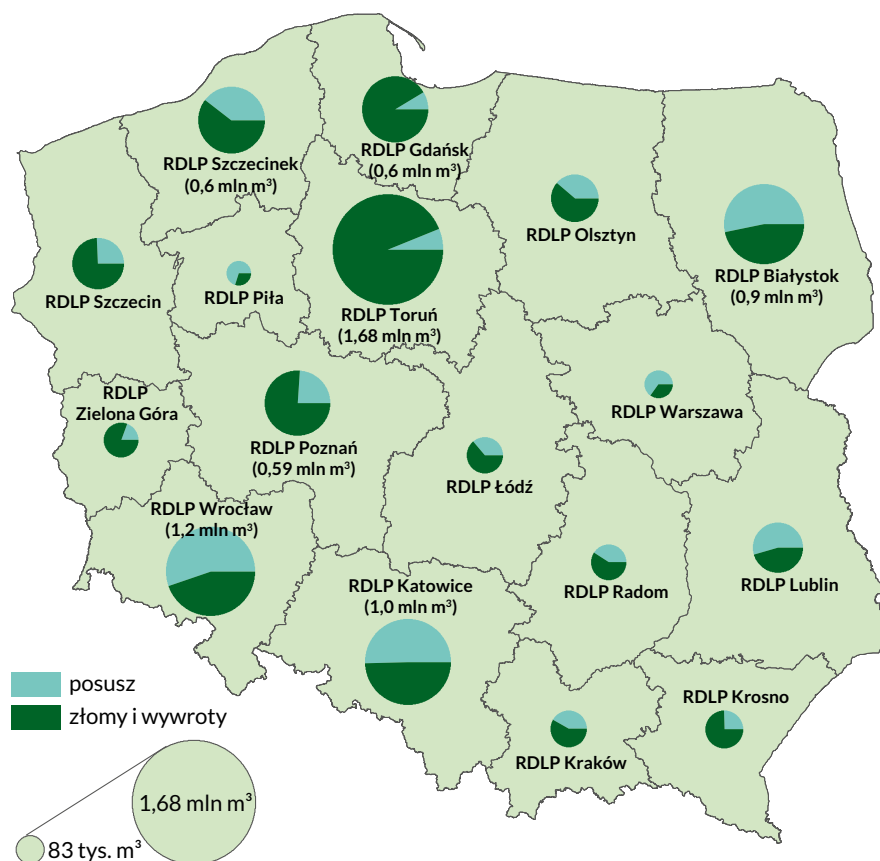 RDLP Szczecinek
(0,6 mln m³)
RDLP Gdańsk
(0,6 mln m³)
RDLP Olsztyn
RDLP Białystok
(0,9 mln m³)
RDLP Szczecin
RDLP Piła
RDLP Toruń
(1,68 mln m³)
RDLP
Zielona Góra
RDLP Poznań
(0,59 mln m³)
RDLP Warszawa
RDLP Łódź
RDLP Wrocław
(1,2 mln m³)
RDLP Katowice
(1,0 mln m³)
RDLP Radom
RDLP Lublin
RDLP Kraków
RDLP Krosno
posusz
złomy i wywroty
1,68 mln m³
83 tys. m³